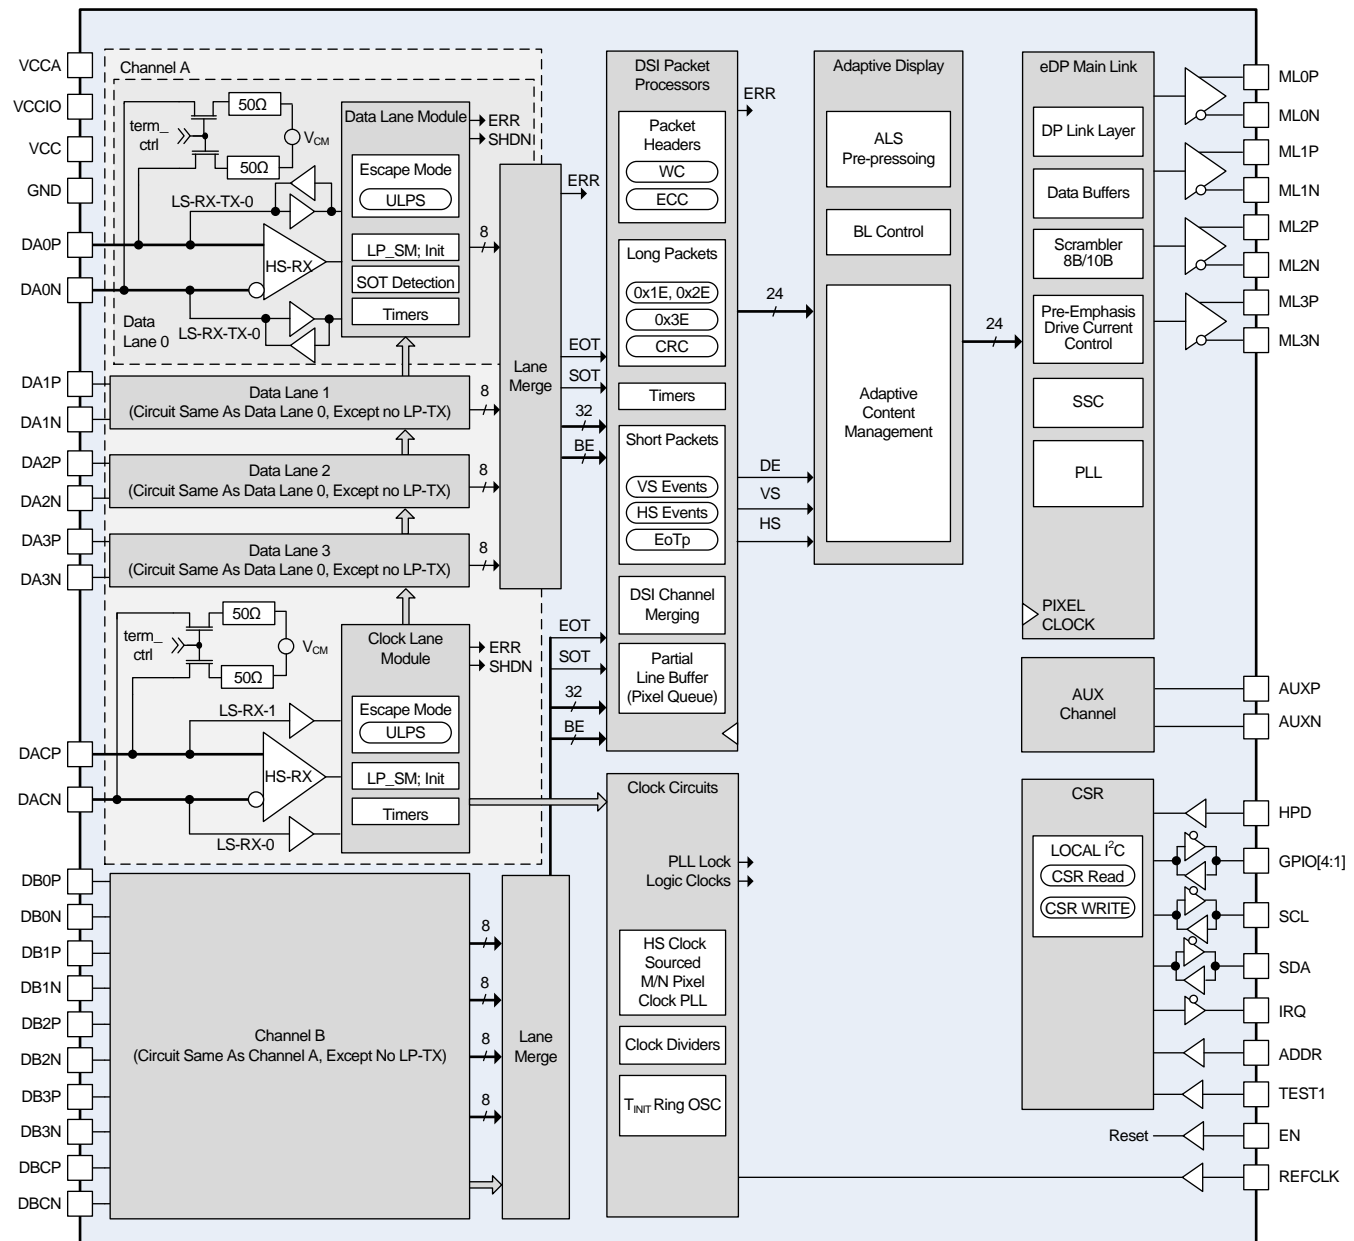 VCCA
VCCIO
VCC
GND
DA0P
DA0N
DA1P
DA1N
DA2P
DA2N
DA3P
DA3N
DACP
DACN
DB0P
DB0N
DB1P
DB1N
DB2P
DB2N
DB3P
DB3N
DBCP
DBCN
Channel A
50Ω
term_
ctrl
VCM
50Ω
LS-RX-TX-0
HS-RX
LS-RX-TX-0
Data
Lane 0
Data Lane Module
Escape Mode
ULPS
LP_SM; Init
SOT Detection
Timers
ERR
SHDN
8
Data Lane 1
(Circuit Same As Data Lane 0, Except no LP-TX)
8
Data Lane 2
(Circuit Same As Data Lane 0, Except no LP-TX)
8
Data Lane 3
(Circuit Same As Data Lane 0, Except no LP-TX)
8
50Ω
term_
ctrl
VCM
50Ω
LS-RX-1
HS-RX
LS-RX-0
Clock Lane
Module
Escape Mode
ULPS
LP_SM; Init
Timers
ERR
SHDN
Channel B
(Circuit Same As Channel A, Except No LP-TX)
8
8
8
8
Lane
Merge
ERR
EOT
SOT
32
BE
Lane
Merge
EOT
SOT
32
BE
DSI Packet
Processors
Packet
Headers
WC
ECC
Long Packets
0x1E, 0x2E
0x3E
CRC
Timers
Short Packets
VS Events
HS Events
EoTp
DSI Channel
Merging
Partial
Line Buffer
(Pixel Queue)
ERR
24
DE
VS
HS
Clock Circuits
PLL Lock
Logic Clocks
HS Clock
Sourced
M/N Pixel
Clock PLL
Clock Dividers
TINIT Ring OSC
Adaptive Display
ALS
Pre-pressoing
BL Control
Adaptive
Content
Management
24
eDP Main Link
DP Link Layer
Data Buffers
Scrambler
8B/10B
Pre-Emphasis
Drive Current
Control
SSC
PLL
PIXEL
CLOCK
AUX
Channel
CSR
LOCAL I²C
CSR Read
CSR WRITE
Reset
ML0P
ML0N
ML1P
ML1N
ML2P
ML2N
ML3P
ML3N
AUXP
AUXN
HPD
GPIO[4:1]
SCL
SDA
IRQ
ADDR
TEST1
EN
REFCLK